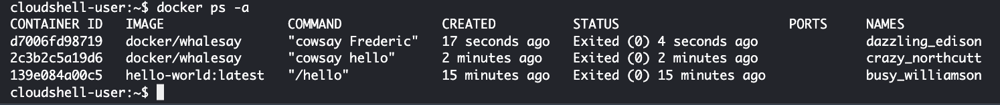 cloudshell-user:~$ docker ps -a
CONTAINER ID   IMAGE                COMMAND             CREATED          STATUS                      PORTS     NAMES
d7006fd98719   docker/whalesay      "cowsay Frederic"   17 seconds ago   Exited (0) 4 seconds ago              dazzling_edison
2c3b2c5a19d6   docker/whalesay      "cowsay hello"      2 minutes ago    Exited (0) 2 minutes ago              crazy_northcutt
139e084a00c5   hello-world:latest   "/hello"            15 minutes ago   Exited (0) 15 minutes ago             busy_williamson
cloudshell-user:~$